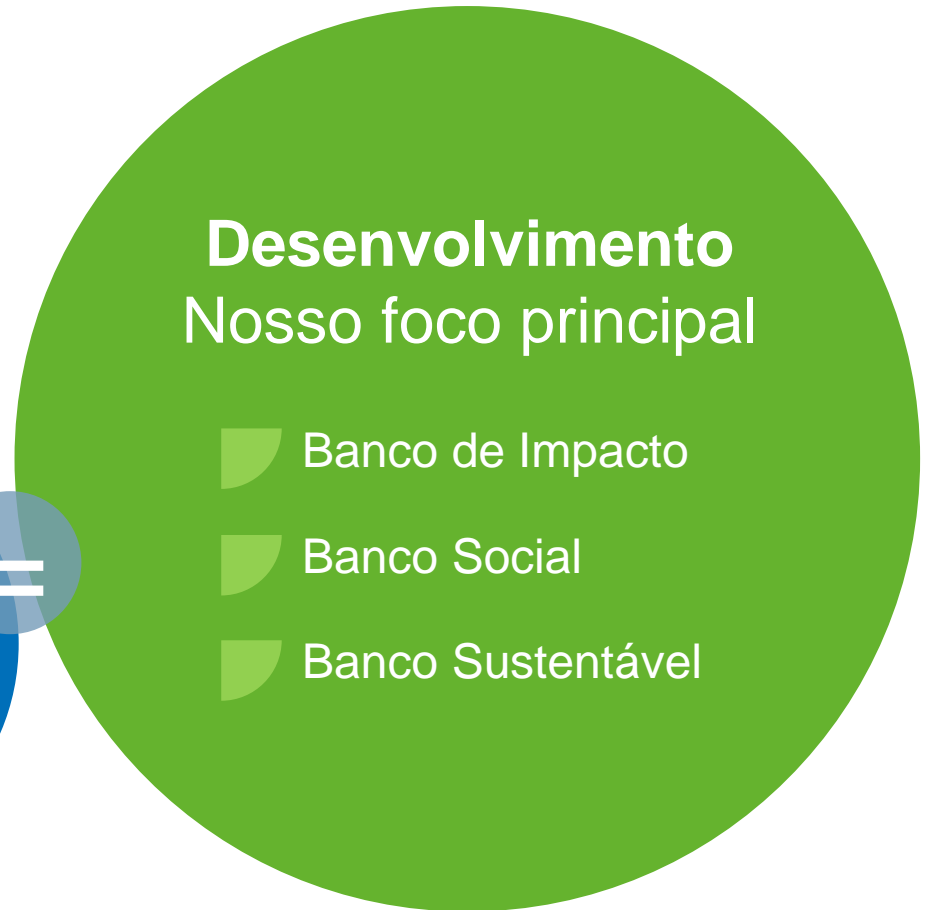 Desenvolvimento
Nosso foco principal
Banco de Impacto
=
Banco Social
Banco Sustentável